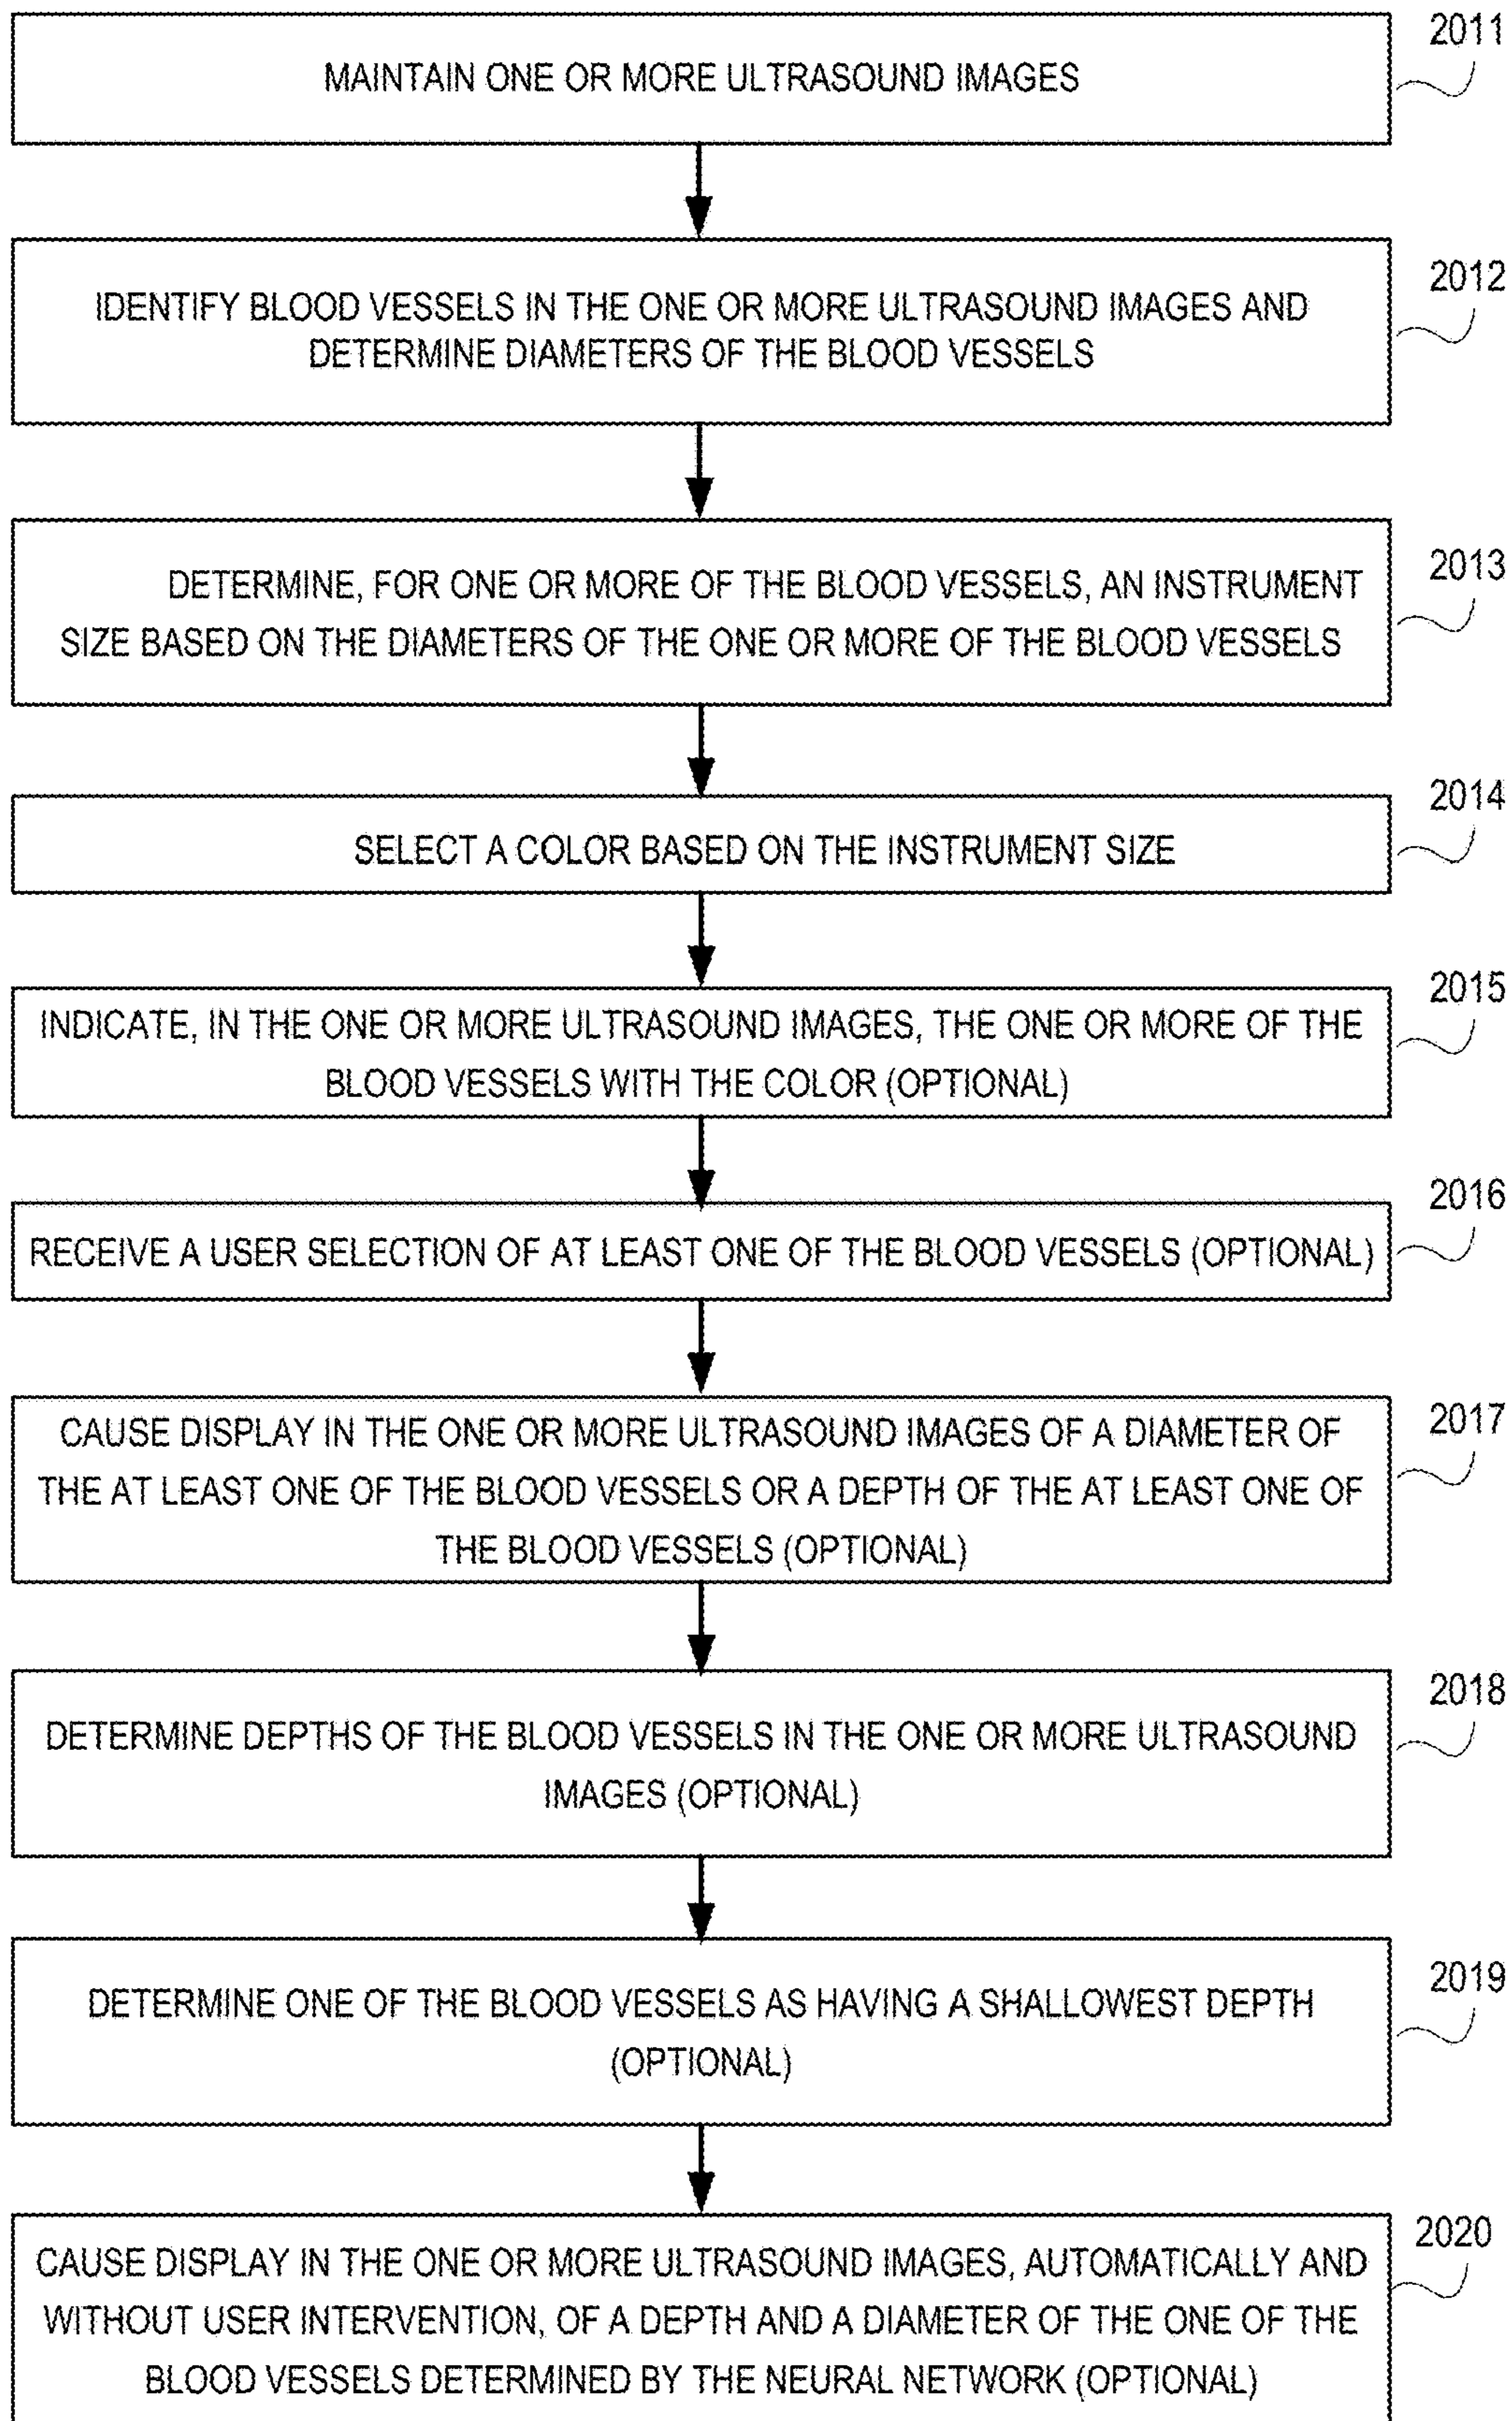 2011
MAINTAIN ONE OR MORE ULTRASOUND IMAGES
2012
IDENTIFY BLOOD VESSELS IN THE ONE OR MORE ULTRASOUND IMAGES AND
DETERMINE DIAMETERS OF THE BLOOD VESSELS
2013
DETERMINE, FOR ONE OR MORE OF THE BLOOD VESSELS, AN INSTRUMENT
SIZE BASED ON THE DIAMETERS OF THE ONE OR MORE OF THE BLOOD VESSELS
2014
SELECT A COLOR BASED ON THE INSTRUMENT SIZE
2015
INDICATE, IN THE ONE OR MORE ULTRASOUND IMAGES, THE ONE OR MORE OF THE
BLOOD VESSELS WITH THE COLOR (OPTIONAL)
2016
RECEIVE A USER SELECTION OF AT LEAST ONE OF THE BLOOD VESSELS (OPTIONAL)
2017
CAUSE DISPLAY IN THE ONE OR MORE ULTRASOUND IMAGES OF A DIAMETER OF
THE AT LEAST ONE OF THE BLOOD VESSELS OR A DEPTH OF THE AT LEAST ONE OF
THE BLOOD VESSELS (OPTIONAL)
2018
DETERMINE DEPTHS OF THE BLOOD VESSELS IN THE ONE OR MORE ULTRASOUND
IMAGES (OPTIONAL)
2019
DETERMINE ONE OF THE BLOOD VESSELS AS HAVING A SHALLOWEST DEPTH
(OPTIONAL)
2020
CAUSE DISPLAY IN THE ONE OR MORE ULTRASOUND IMAGES, AUTOMATICALLY AND
WITHOUT USER INTERVENTION, OF A DEPTH AND A DIAMETER OF THE ONE OF THE
BLOOD VESSELS DETERMINED BY THE NEURAL NETWORK (OPTIONAL)